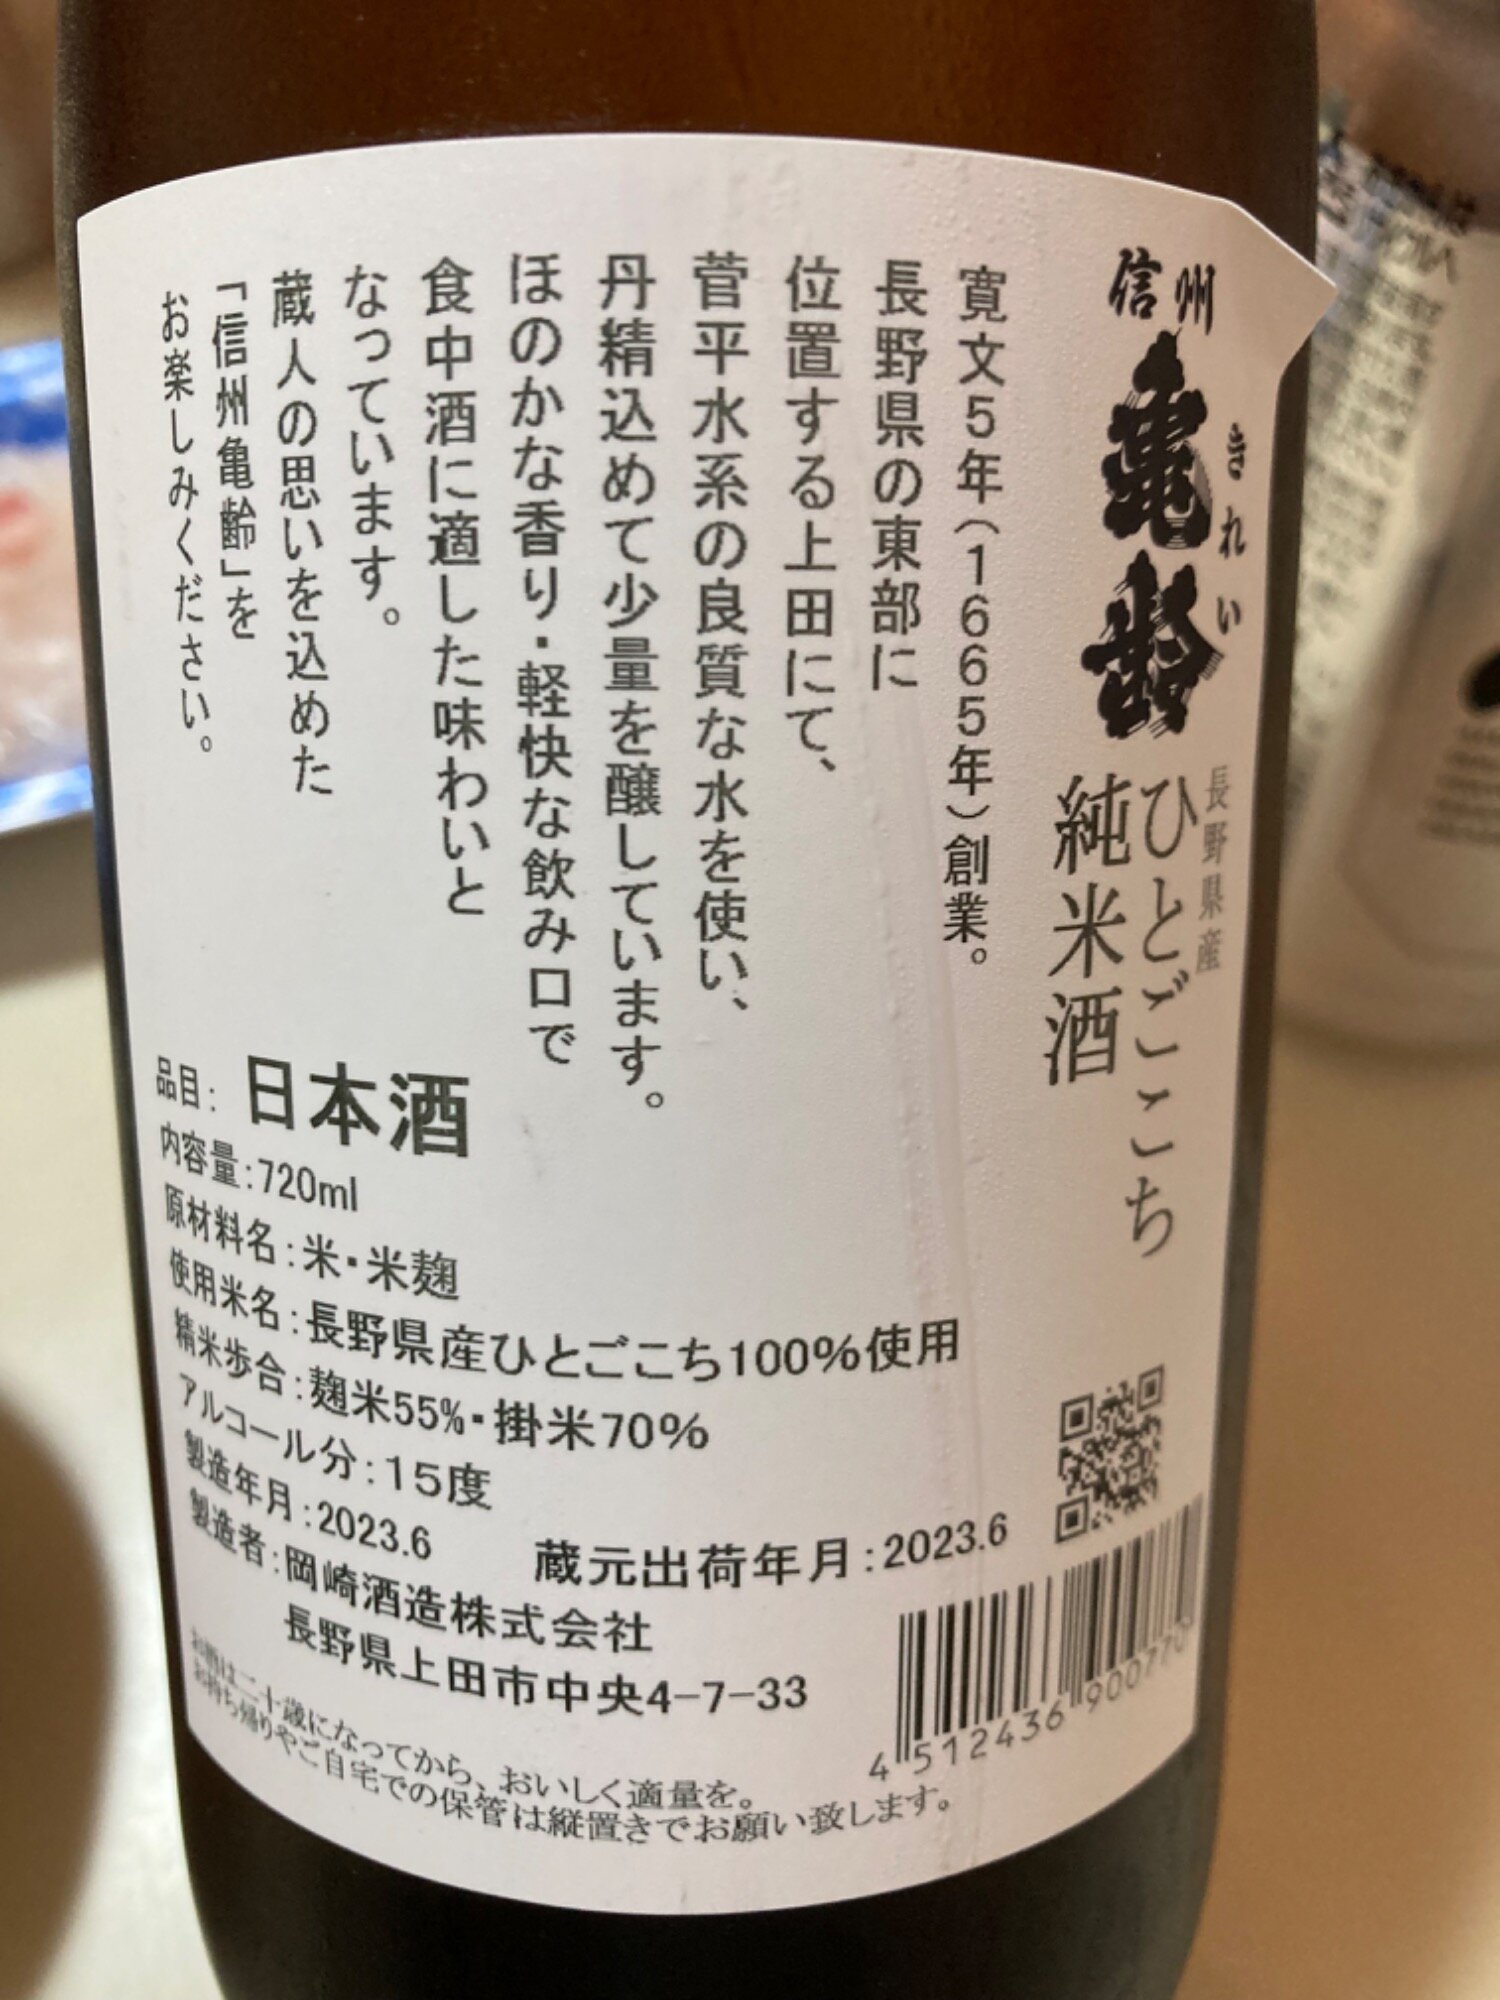 信州
亀齢
きれい
長野県産
ひとごこち
純米酒
寛文5年(1665年)創業。
長野県の東部に
位置する上田にて、
菅平水系の良質な水を使い、
丹精込めて少量を醸しています。
ほのかな香り・軽快な飲み口で
食中酒に適した味わいと
なっています。
蔵人の思いを込めた
「信州亀齢」を
お楽しみください。
品目:日本酒
内容量:720ml
原材料名:米・米麹
使用米名:長野県産ひとごこち100%使用
精米歩合:麹米55%・掛米70%
アルコール分:15度
製造年月:2023.6 蔵元出荷年月:2023.6
製造者:岡崎酒造株式会社
長野県上田市中央4-7-33
お酒は二十歳になってから、おいしく適量を。
お持ち帰りやご自宅での保管は縦置きでお願い致します。
4 512436 900770